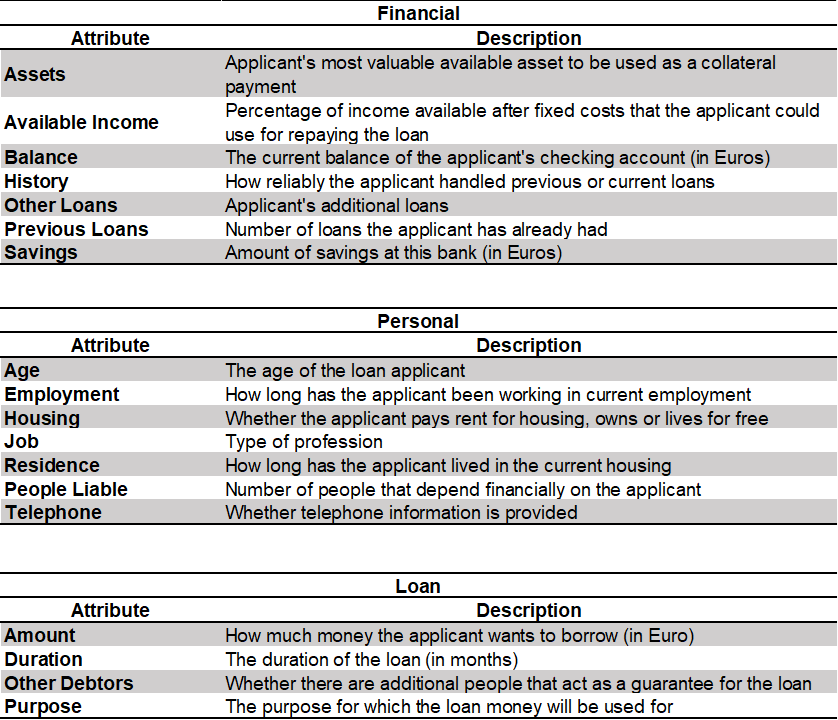 Financial
Attribute Description
Assets Applicant's most valuable available asset to be used as a collateral
payment
Available Income Percentage of income available after fixed costs that the applicant could
use for repaying the loan
Balance The current balance of the applicant's checking account (in Euros)
History How reliably the applicant handled previous or current loans
Other Loans Applicant's additional loans
Previous Loans Number of loans the applicant has already had
Savings Amount of savings at this bank (in Euros)
Personal
Attribute Description
Age The age of the loan applicant
Employment How long has the applicant been working in current employment
Housing Whether the applicant pays rent for housing, owns or lives for free
Job Type of profession
Residence How long has the applicant lived in the current housing
People Liable Number of people that depend financially on the applicant
Telephone Whether telephone information is provided
Loan
Attribute Description
Amount How much money the applicant wants to borrow (in Euro)
Duration The duration of the loan (in months)
Other Debtors Whether there are additional people that act as a guarantee for the loan
Purpose The purpose for which the loan money will be used for